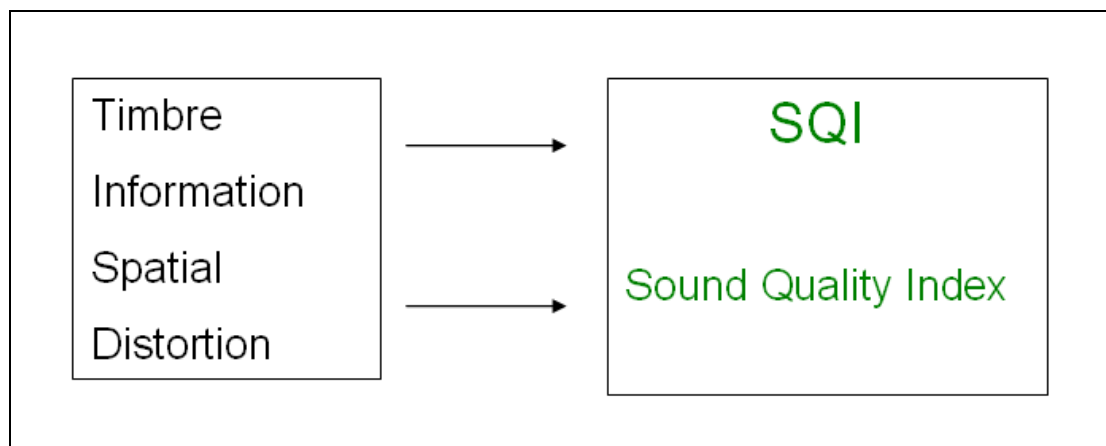 Timbre
Information
Spatial
Distortion
SQI
Sound Quality Index